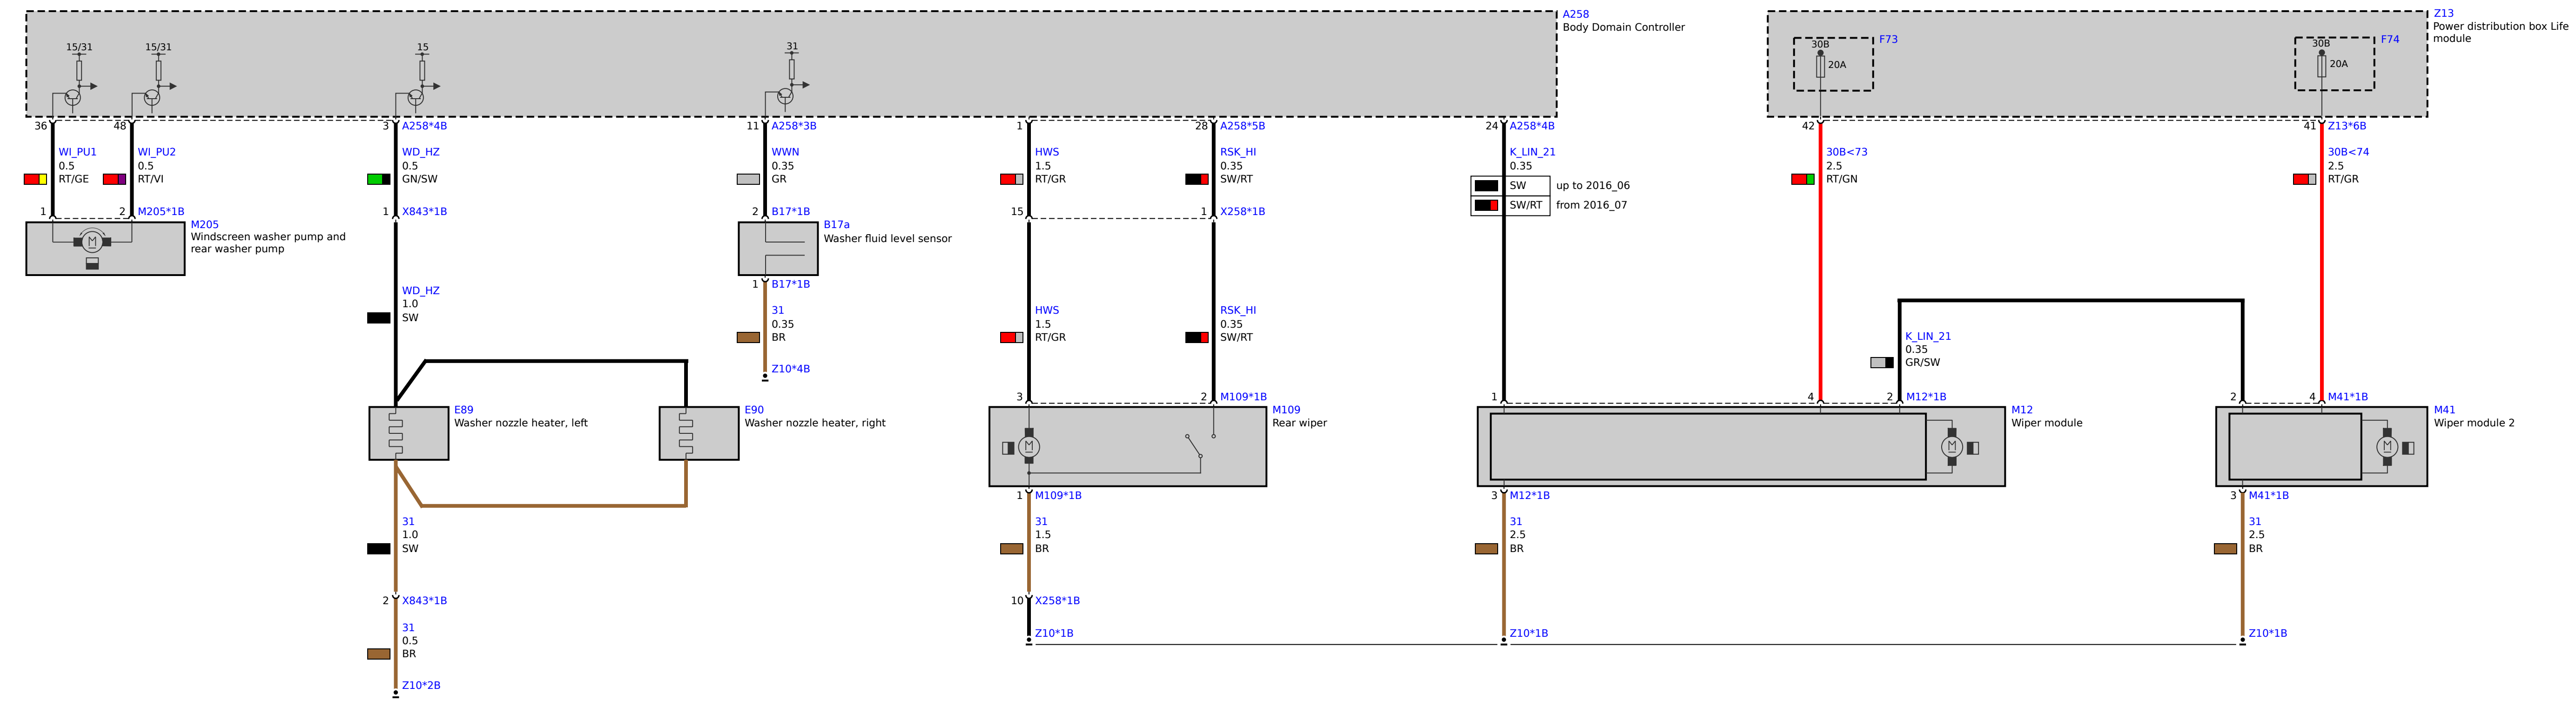 A258
Body Domain Controller
Z13
Power distribution box Life
module
15/31
15/31
15
31
30B
20A
F73
30B
20A
F74
36
48
3
A258*4B
11
A258*3B
1
28
A258*5B
24
A258*4B
42
41
Z13*6B
WI_PU1
0.5
RT/GE
WI_PU2
0.5
RT/VI
WD_HZ
0.5
GN/SW
WWN
0.35
GR
HWS
1.5
RT/GR
RSK_HI
0.35
SW/RT
K_LIN_21
0.35
SW up to 2016_06
SW/RT from 2016_07
30B<73
2.5
RT/GN
30B<74
2.5
RT/GR
1
2
M205*1B
1
X843*1B
2
B17*1B
15
1
X258*1B
M205
Windscreen washer pump and
rear washer pump
M
B17a
Washer fluid level sensor
1
B17*1B
WD_HZ
1.0
SW
31
0.35
BR
Z10*4B
HWS
1.5
RT/GR
RSK_HI
0.35
SW/RT
K_LIN_21
0.35
GR/SW
3
2
M109*1B
1
4
2
M12*1B
2
4
M41*1B
E89
Washer nozzle heater, left
E90
Washer nozzle heater, right
M109
Rear wiper
M
M12
Wiper module
M
M41
Wiper module 2
M
1
M109*1B
3
M12*1B
3
M41*1B
31
1.0
SW
31
1.5
BR
31
2.5
BR
31
2.5
BR
2
X843*1B
10
X258*1B
31
0.5
BR
Z10*1B
Z10*1B
Z10*1B
Z10*2B